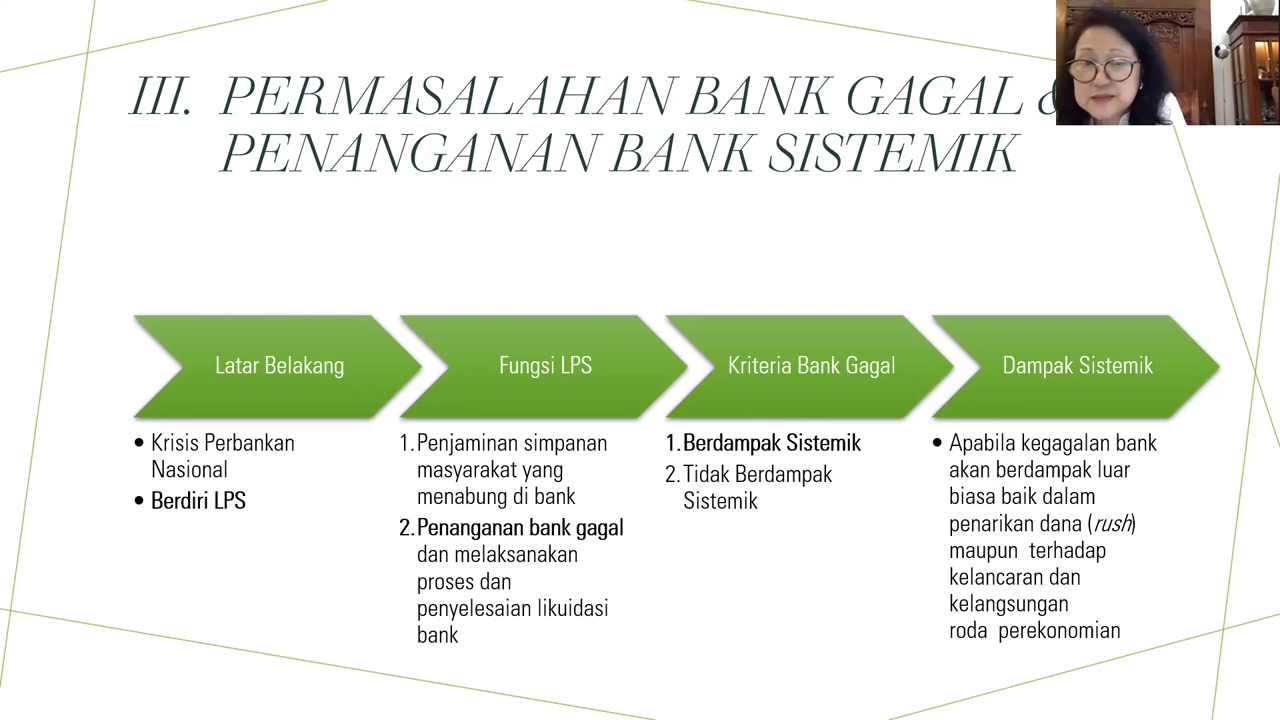 III. PERMASALAHAN BANK GAGAL &
PENANGANAN BANK SISTEMIK
Latar Belakang
• Krisis Perbankan
Nasional
• Berdiri LPS
Fungsi LPS
1. Penjaminan simpanan
masyarakat yang
menabung di bank
2. Penanganan bank gagal
dan melaksanakan
proses dan
penyelesaian likuidasi
bank
Kriteria Bank Gagal
1. Berdampak Sistemik
2. Tidak Berdampak
Sistemik
Dampak Sistemik
• Apabila kegagalan bank
akan berdampak luar
biasa baik dalam
penarikan dana (rush)
maupun terhadap
kelancaran dan
kelangsungan
roda perekonomian